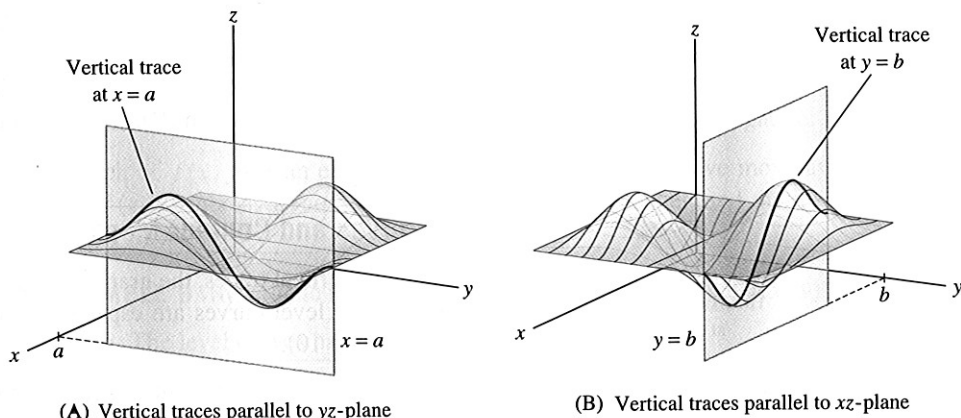 z
Vertical trace
at x = a
y
x
a
x = a
(A) Vertical traces parallel to yz-plane
z
Vertical trace
at y = b
b
y
x
y = b
(B) Vertical traces parallel to xz-plane